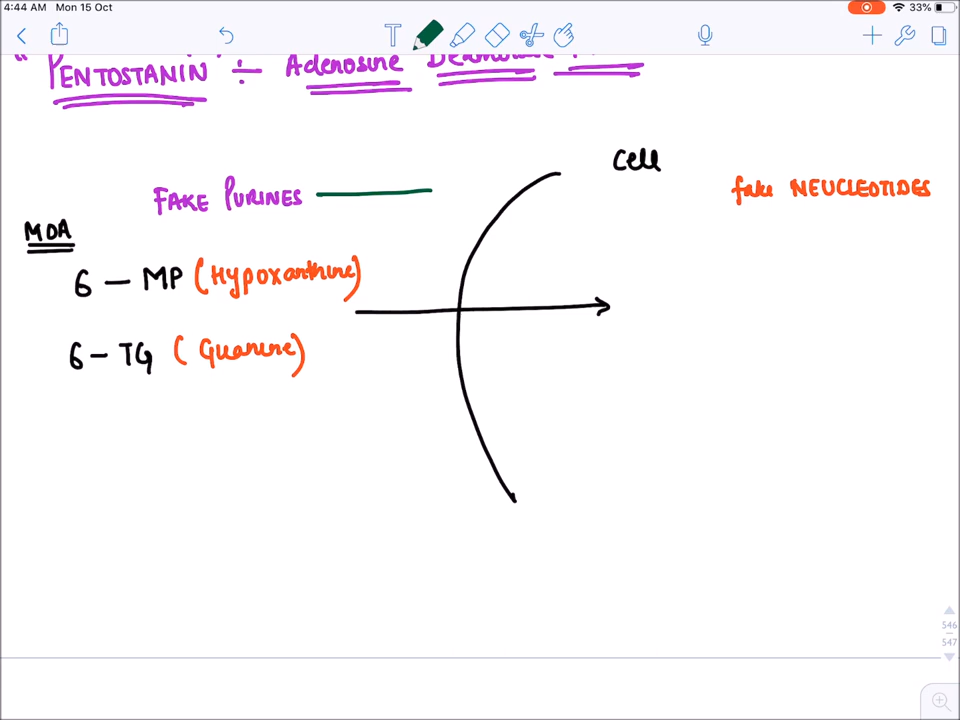 4:44 AM Mon 15 Oct
33%
T
" PENTOSTANIN ÷ Adenosine
Cell
FAKE PURINES
fake NEUCLEOTIDES
MOA
6 – MP (Hypoxanthine)
6 – TG (Guanine)
546
547